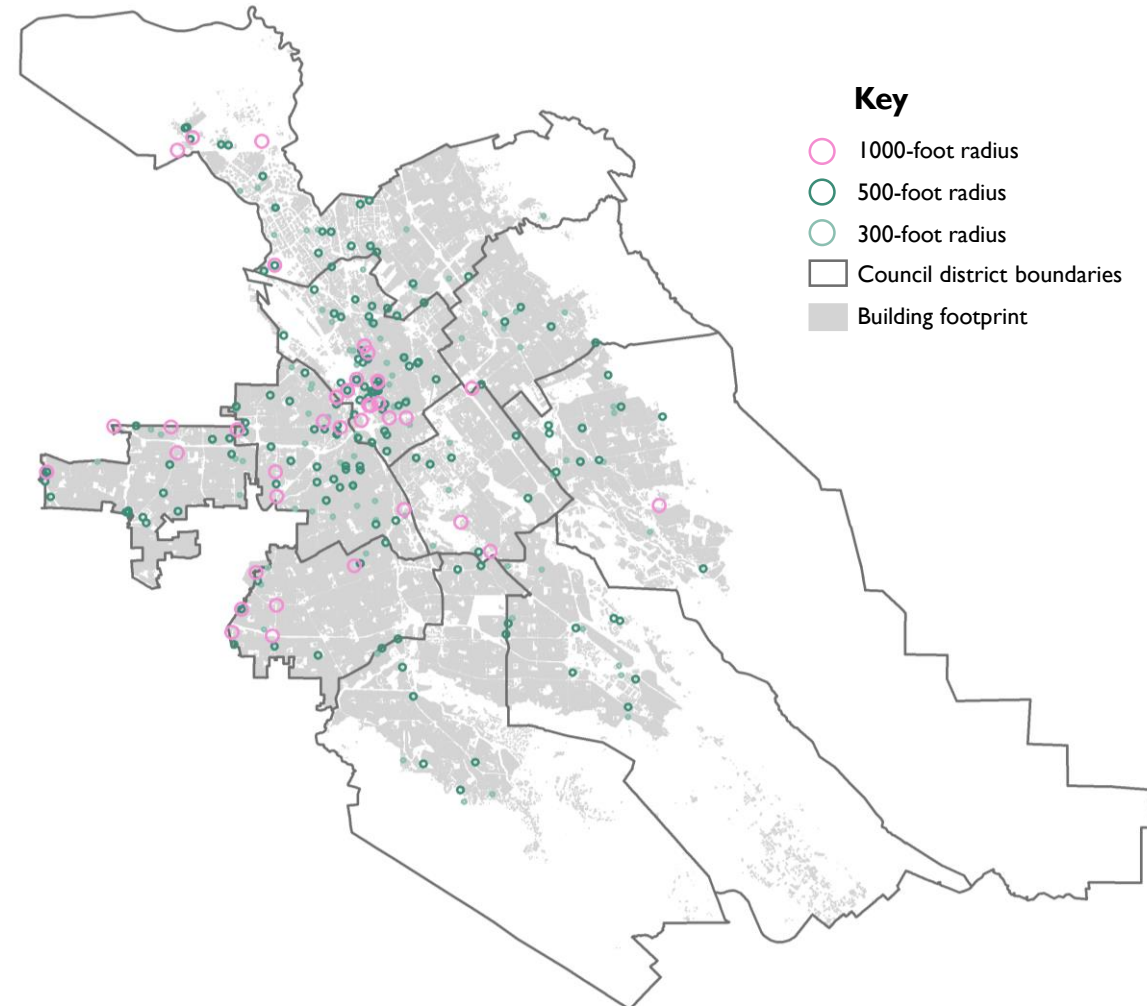 Key
1000-foot radius
500-foot radius
300-foot radius
Council district boundaries
Building footprint